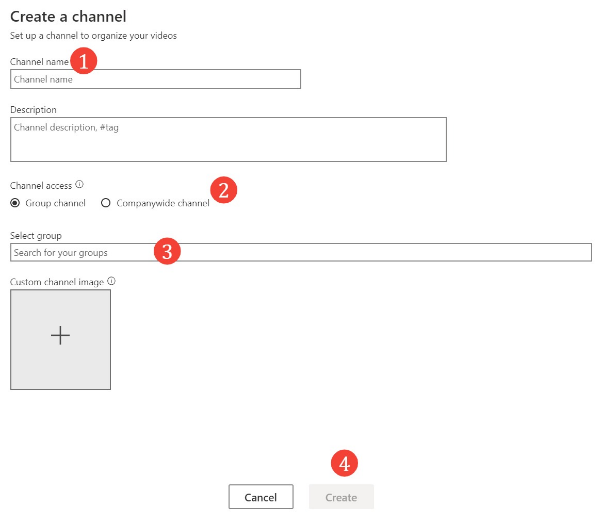 Create a channel
Set up a channel to organize your videos
Channel name 1
Channel name
Description
Channel description, #tag
Channel access 2
Group channel Companywide channel
Select group
Search for your groups 3
Custom channel image
4
Cancel Create